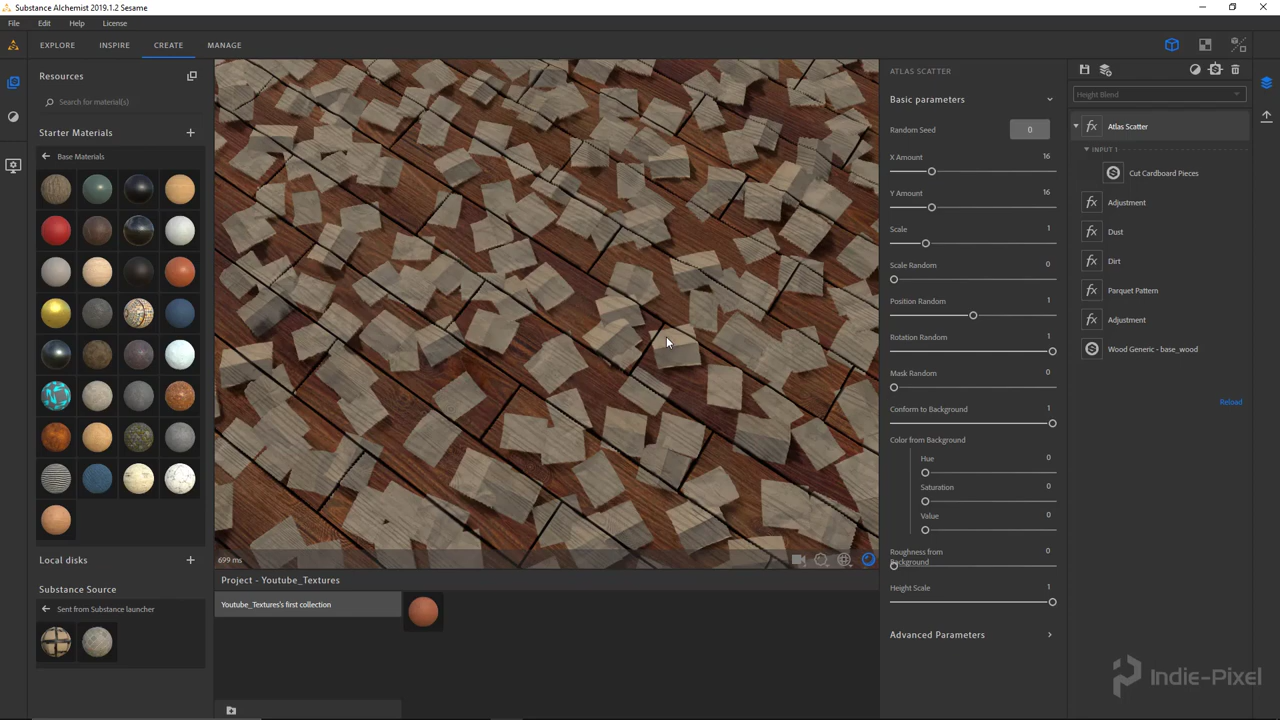 Substance Alchemist 2019.1.2 Sesame
File Edit Help License
EXPLORE INSPIRE CREATE MANAGE
Resources
Search for material(s)
Starter Materials
Base Materials
Local disks
Substance Source
Sent from Substance launcher
699 ms
Project - Youtube_Textures
Youtube_Textures's first collection
ATLAS SCATTER
Basic parameters
Random Seed 0
X Amount 16
Y Amount 16
Scale 1
Scale Random 0
Position Random 1
Rotation Random 1
Mask Random 0
Conform to Background 1
Color from Background
Hue 0
Saturation 0
Value 0
Roughness from 0
Background
Height Scale 1
Advanced Parameters
Height Blend
Atlas Scatter
INPUT 1
Cut Cardboard Pieces
Adjustment
Dust
Dirt
Parquet Pattern
Adjustment
Wood Generic - base_wood
Reload
Indie-Pixel